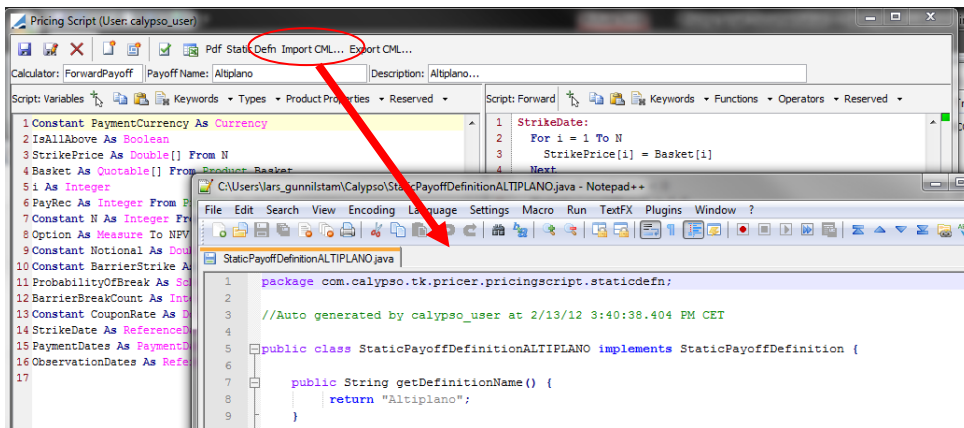 Pricing Script (User: calypso_user)
Pdf Static Defn Import CML... Export CML...
Calculator: ForwardPayoff Payoff Name: Altiplano Description: Altiplano...
Script: Variables Keywords Types Product Properties Reserved
Script: Forward Keywords Functions Operators Reserved
1 Constant PaymentCurrency As Currency
2 IsAllAbove As Boolean
3 StrikePrice As Double[] From N
4 Basket As Quotable[] From Product Basket
5 i As Integer
6 PayRec As Integer From P
7 Constant N As Integer Fr
8 Option As Measure To NPV
9 Constant Notional As Dou
10 Constant BarrierStrike As
11 ProbabilityOfBreak As Sc
12 BarrierBreakCount As Int
13 Constant CouponRate As D
14 StrikeDate As ReferenceD
15 PaymentDates As PaymentD
16 ObservationDates As Refe
17
1 StrikeDate:
2 For i = 1 To N
3 StrikePrice[i] = Basket[i]
4 Next
C:\Users\lars_gunnilstam\Calypso\StaticPayoffDefinitionALTIPLANO.java - Notepad++
File Edit Search View Encoding Language Settings Macro Run TextFX Plugins Window ?
StaticPayoffDefinitionALTIPLANO.java
1 package com.calypso.tk.pricer.pricingscript.staticdefn;
2
3 //Auto generated by calypso_user at 2/13/12 3:40:38.404 PM CET
4
5 public class StaticPayoffDefinitionALTIPLANO implements StaticPayoffDefinition {
6
7 public String getDefinitionName() {
8 return "Altiplano";
9 }